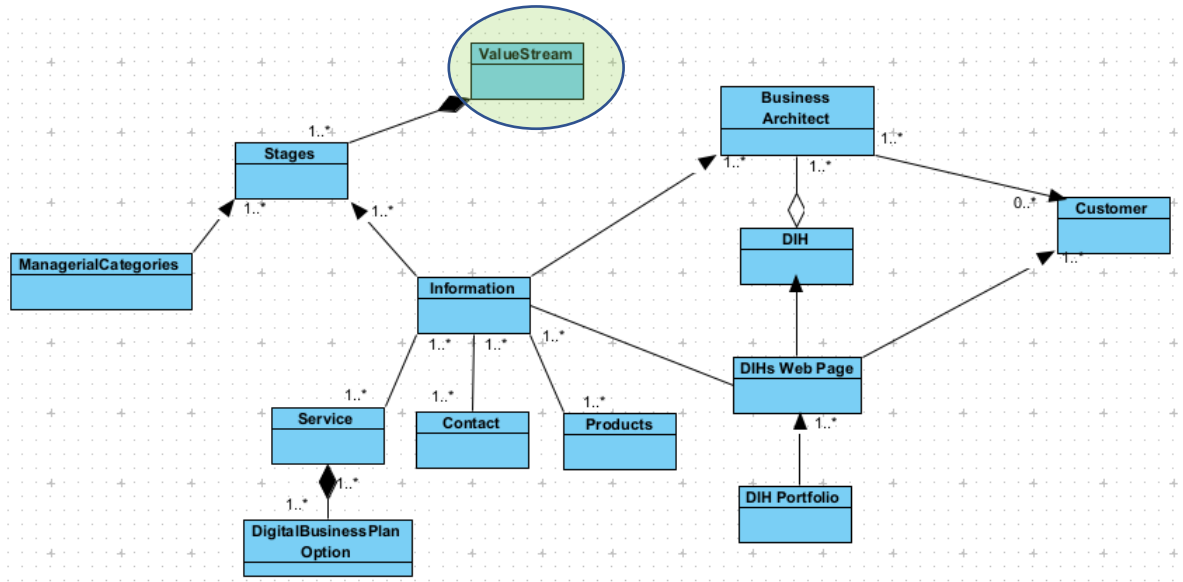 ValueStream
Business
Architect
1..*
1..*
Stages
1..*
1..*
1..*
1..*
0..*
Customer
DIH
ManagerialCategories
1..*
Information
1..*
1..*
1..*
DIHs Web Page
1..*
1..*
1..*
Service
Contact
Products
1..*
1..*
1..*
DIH Portfolio
DigitalBusinessPlan
Option